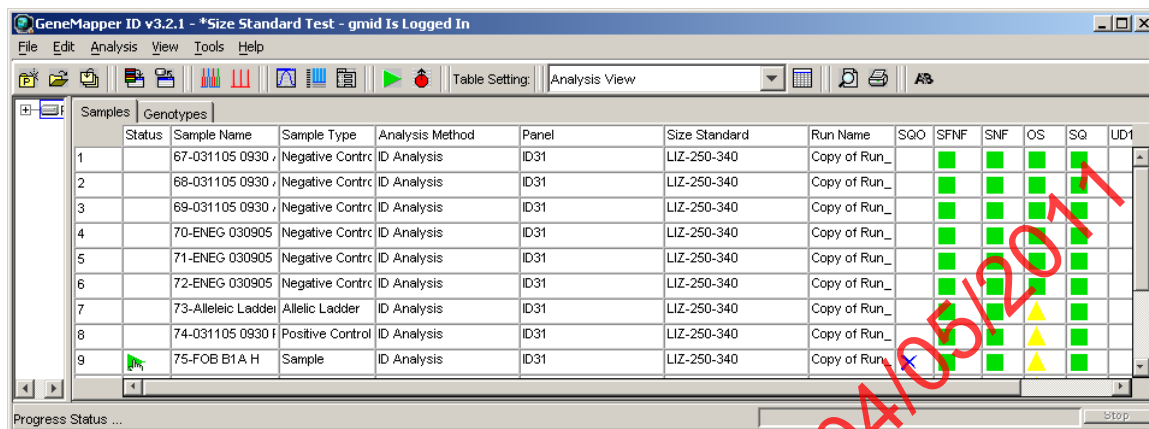 GeneMapper ID v3.2.1 - *Size Standard Test - gmid Is Logged In
File Edit Analysis View Tools Help
Table Setting: Analysis View
Samples Genotypes
Status Sample Name Sample Type Analysis Method Panel Size Standard Run Name SQO SFNF SNF OS SQ UD1
1 67-031105 0930 Negative Contrc ID Analysis ID31 LIZ-250-340 Copy of Run_
2 68-031105 0930 Negative Contrc ID Analysis ID31 LIZ-250-340 Copy of Run_
3 69-031105 0930 Negative Contrc ID Analysis ID31 LIZ-250-340 Copy of Run_
4 70-ENEG 030905 Negative Contrc ID Analysis ID31 LIZ-250-340 Copy of Run_
5 71-ENEG 030905 Negative Contrc ID Analysis ID31 LIZ-250-340 Copy of Run_
6 72-ENEG 030905 Negative Contrc ID Analysis ID31 LIZ-250-340 Copy of Run_
7 73-Alleleic Ladder Allelic Ladder ID Analysis ID31 LIZ-250-340 Copy of Run_
8 74-031105 0930 Positive Control ID Analysis ID31 LIZ-250-340 Copy of Run_
9 75-FOB B1A H Sample ID Analysis ID31 LIZ-250-340 Copy of Run_
Progress Status ... Stop
04/05/2011